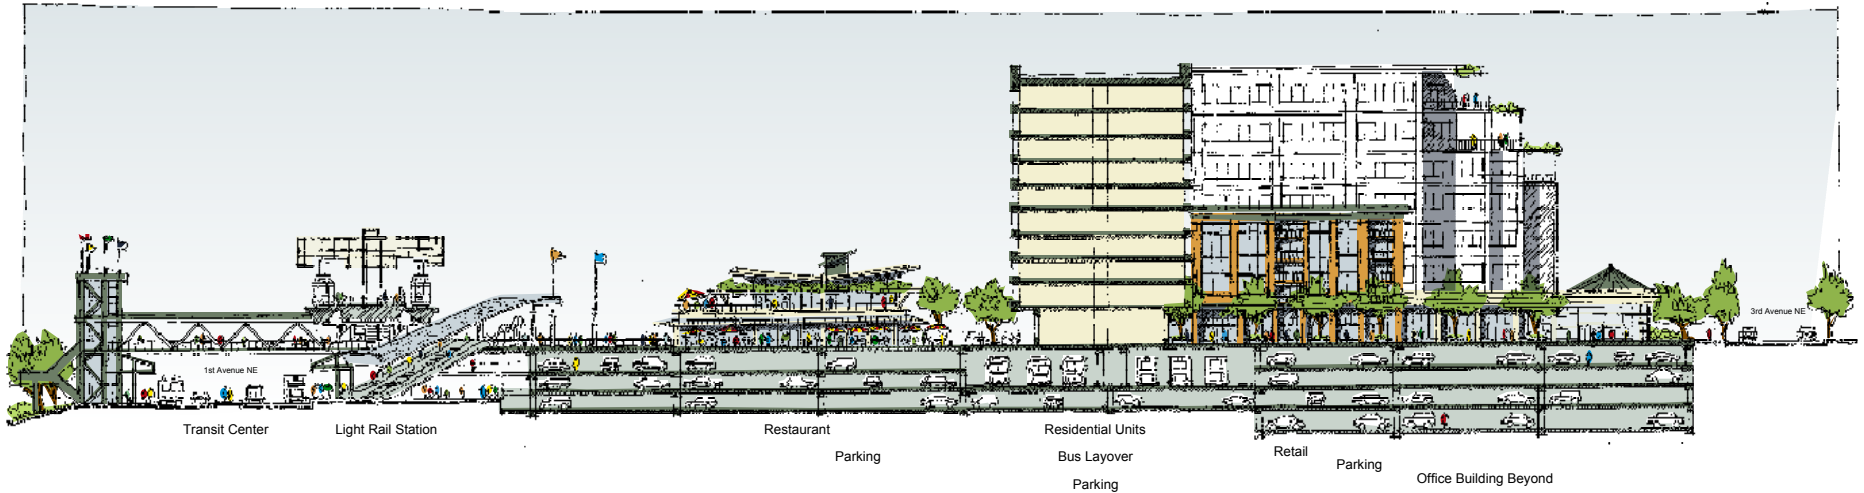 3rd Avenue NE
1st Avenue NE
Transit Center
Light Rail Station
Restaurant
Residential Units
Parking
Bus Layover
Retail
Parking
Parking
Office Building Beyond